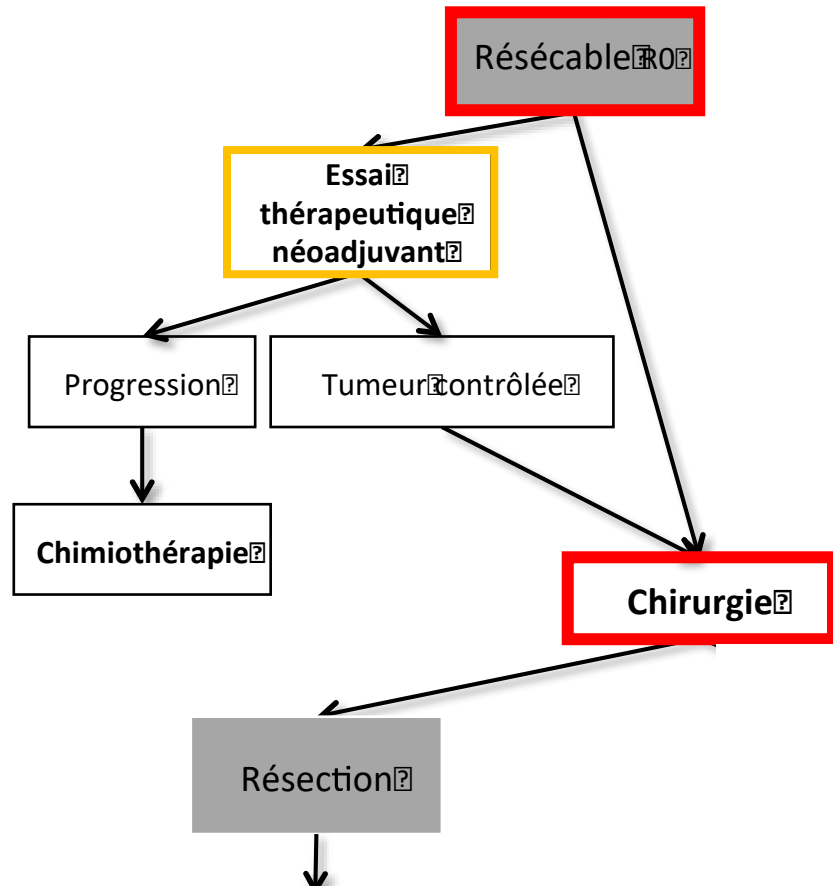 Résécable R0
Essai
thérapeutique
néoadjuvant
Progression
Tumeur contrôlée
Chimiothérapie
Chirurgie
Résection